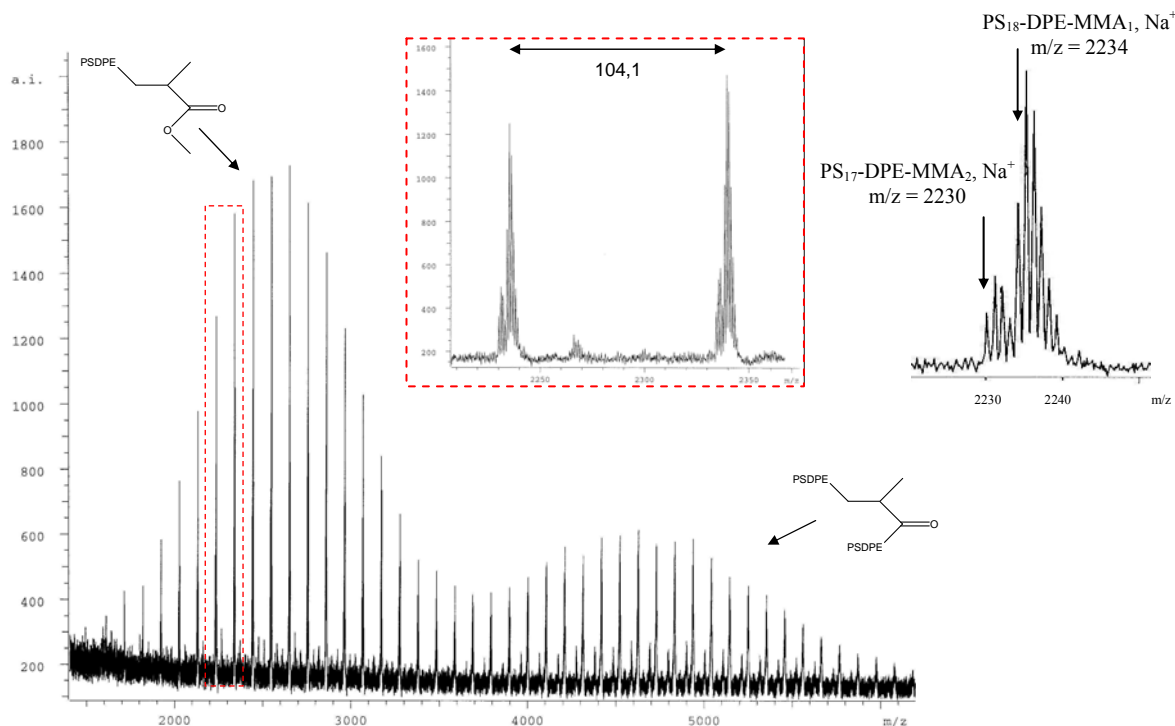 a.i.
1800
1600
1400
1200
1000
800
600
400
200
2000
3000
4000
5000
m/z
PSDPE
O
O
1600
1400
1200
1000
800
600
400
200
104,1
2250
2300
2350
m/z
PS₁₈-DPE-MMA₁, Na⁺
m/z = 2234
PS₁₇-DPE-MMA₂, Na⁺
m/z = 2230
2230
2240
m/z
PSDPE
O
PSDPE